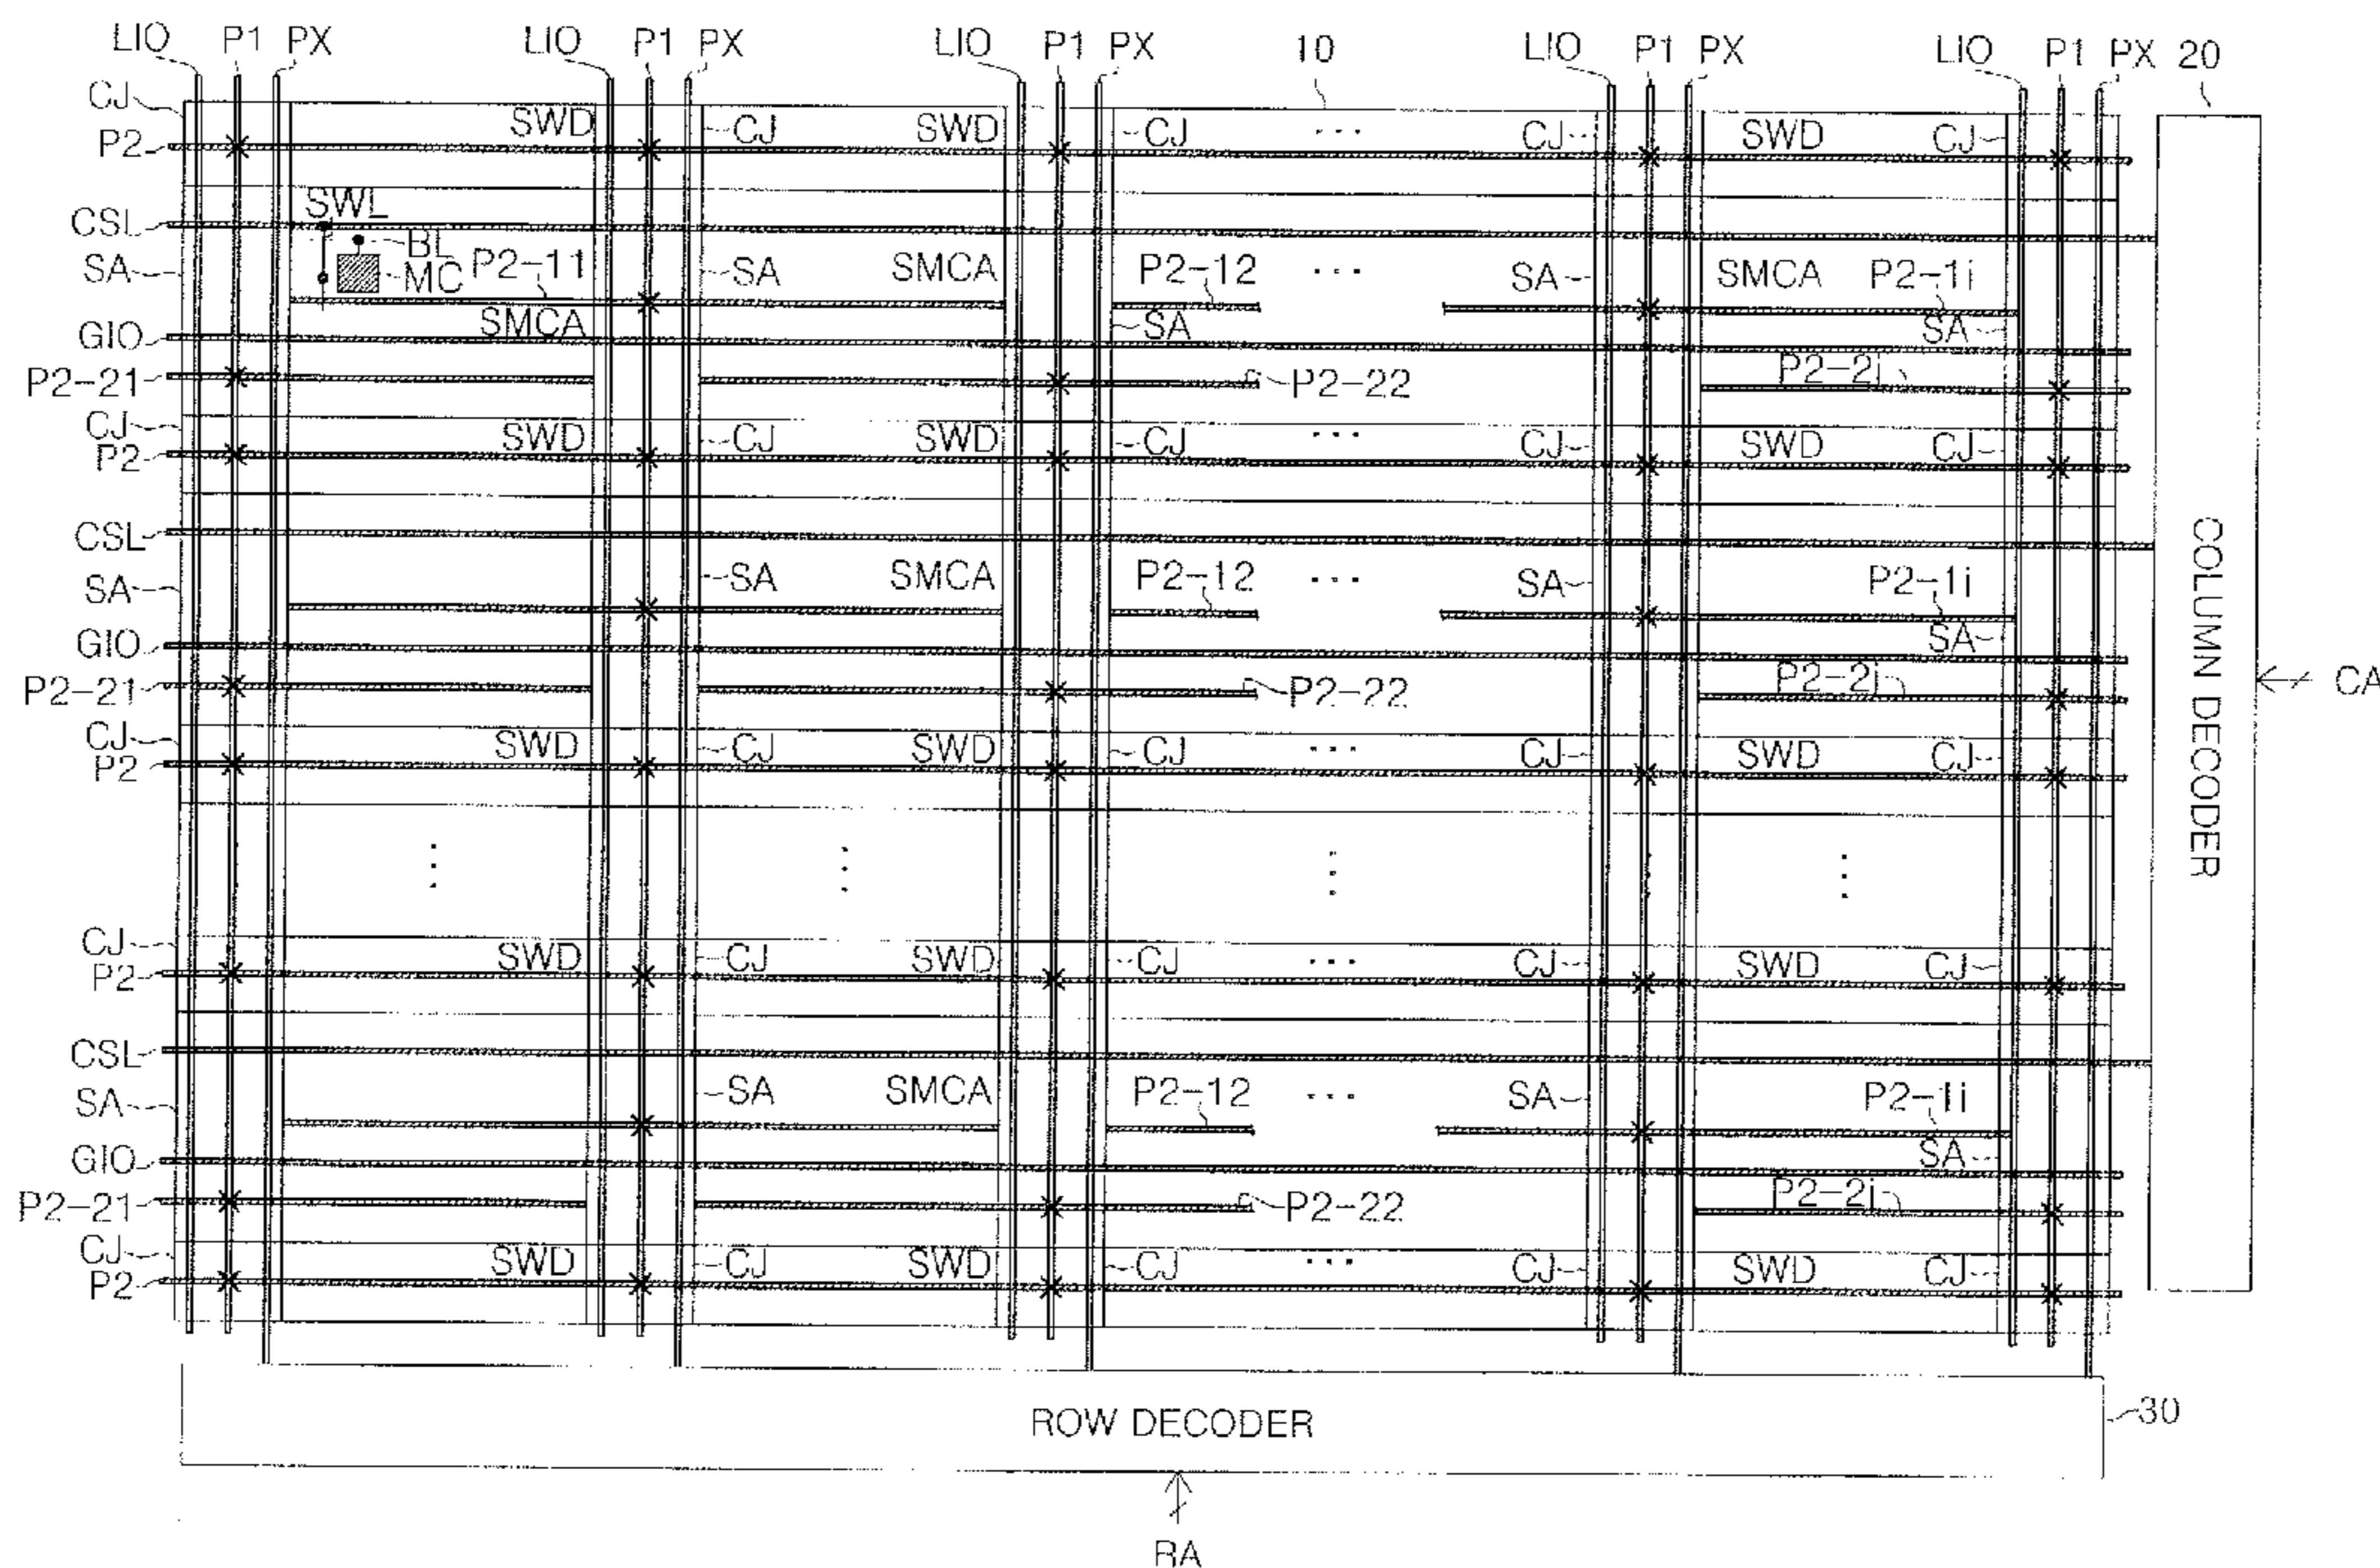 LIO P1 PX LIO P1 PX LIO P1 PX 10 LIO P1 PX LIO P1 PX 20
CJ SWD CJ SWD CJ ... CJ SWD CJ
P2
SWL
CSL
BL
SA MC P2-11 SA SMCA P2-12 ... SA SMCA P2-1i
SMCA SA SA
GIO
P2-21 P2-22 P2-2j
CJ SWD CJ SWD CJ ... CJ SWD CJ
P2
CSL
SA SA SMCA P2-12 ... SA P2-1i
SA
GIO
P2-21 P2-22 P2-2j
COLUMN DECODER
CA
CJ SWD CJ SWD CJ ... CJ SWD CJ
P2
CJ SWD CJ SWD CJ ... CJ SWD CJ
P2
CSL
SA SA SMCA P2-12 ... SA P2-1i
SA
GIO
P2-21 P2-22 P2-2j
CJ SWD CJ SWD CJ ... CJ SWD CJ
P2
ROW DECODER 30
RA